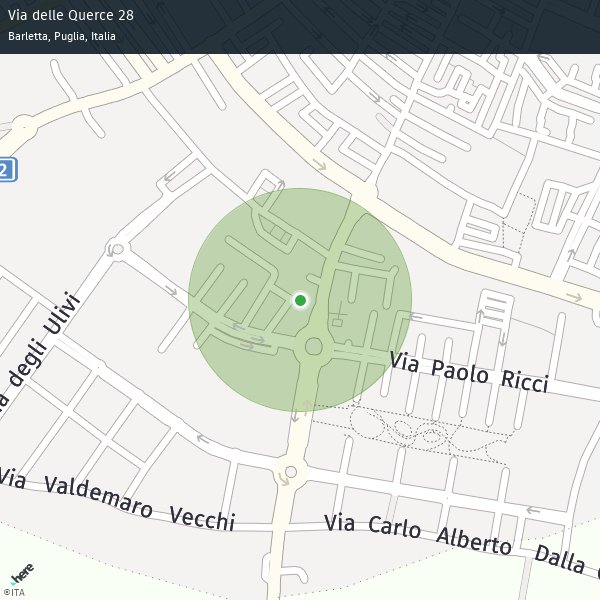 Via delle Querce 28
Barletta, Puglia, Italia
2
degli Ulivi
Via Paolo Ricci
Via Valdemaro Vecchi
Via Carlo Alberto Dalla
here
©ITA